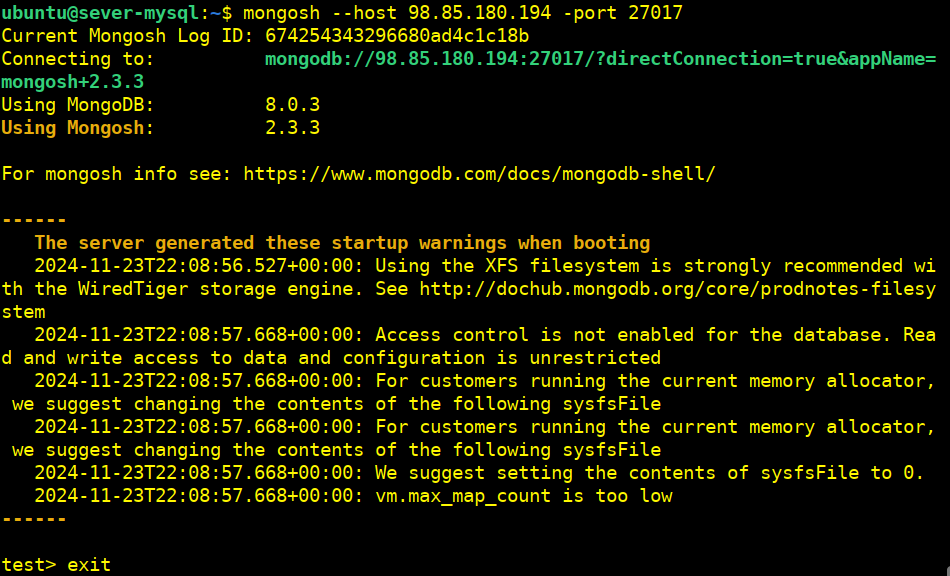 ubuntu@sever-mysql:~$ mongosh --host 98.85.180.194 -port 27017
Current Mongosh Log ID: 674254343296680ad4c1c18b
Connecting to:          mongodb://98.85.180.194:27017/?directConnection=true&appName=
mongosh+2.3.3
Using MongoDB:          8.0.3
Using Mongosh:          2.3.3
For mongosh info see: https://www.mongodb.com/docs/mongodb-shell/
------
   The server generated these startup warnings when booting
   2024-11-23T22:08:56.527+00:00: Using the XFS filesystem is strongly recommended wi
th the WiredTiger storage engine. See http://dochub.mongodb.org/core/prodnotes-filesy
stem
   2024-11-23T22:08:57.668+00:00: Access control is not enabled for the database. Rea
d and write access to data and configuration is unrestricted
   2024-11-23T22:08:57.668+00:00: For customers running the current memory allocator,
 we suggest changing the contents of the following sysfsFile
   2024-11-23T22:08:57.668+00:00: For customers running the current memory allocator,
 we suggest changing the contents of the following sysfsFile
   2024-11-23T22:08:57.668+00:00: We suggest setting the contents of sysfsFile to 0.
   2024-11-23T22:08:57.668+00:00: vm.max_map_count is too low
------
test> exit